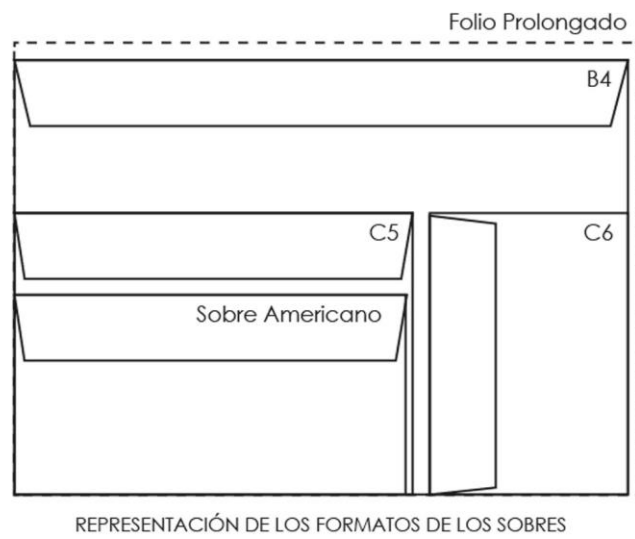 Folio Prolongado
B4
C5
C6
Sobre Americano
REPRESENTACIÓN DE LOS FORMATOS DE LOS SOBRES